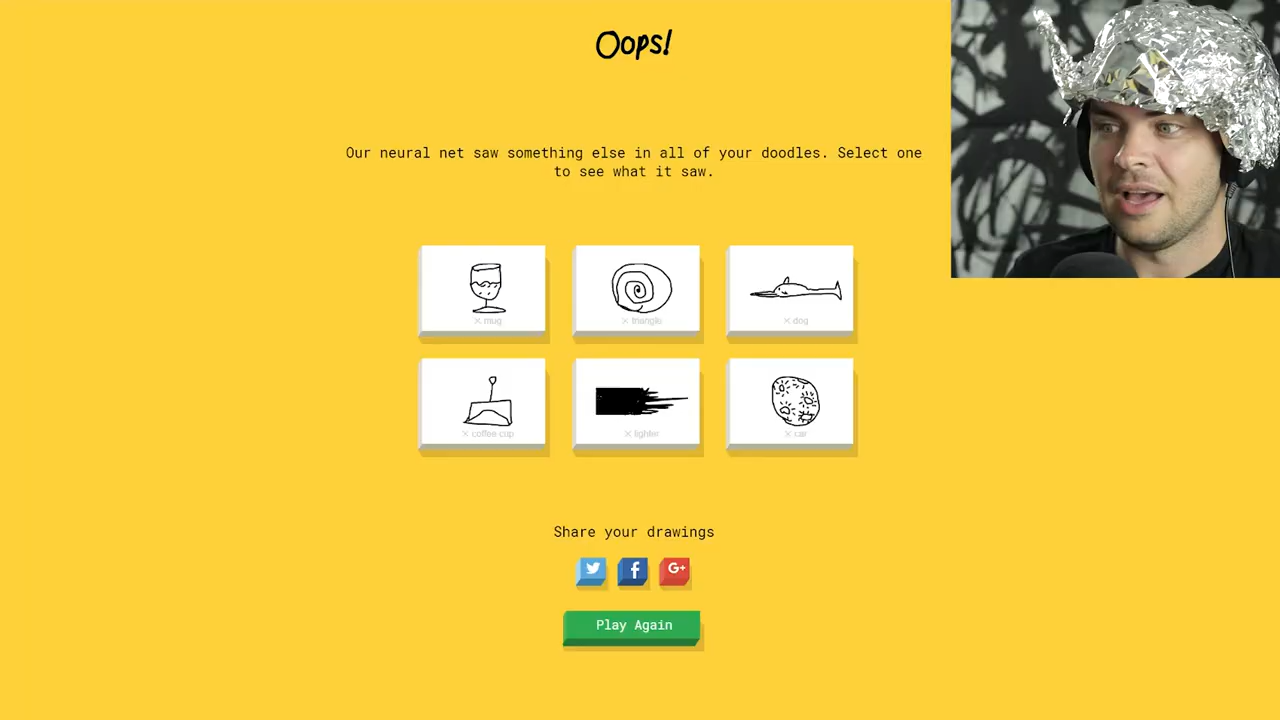 Oops!
Our neural net saw something else in all of your doodles. Select one
to see what it saw.
× mug
× triangle
× dog
× coffee cup
× lighter
× car
Share your drawings
G+
Play Again